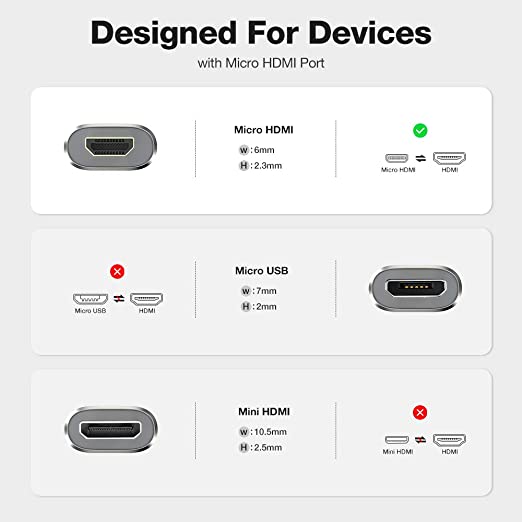 Designed For Devices
with Micro HDMI Port
Micro HDMI
W:6mm
H:2.3mm
Micro HDMI
HDMI
Micro USB
W:7mm
H:2mm
Micro USB
HDMI
Mini HDMI
W:10.5mm
H:2.5mm
Mini HDMI
HDMI